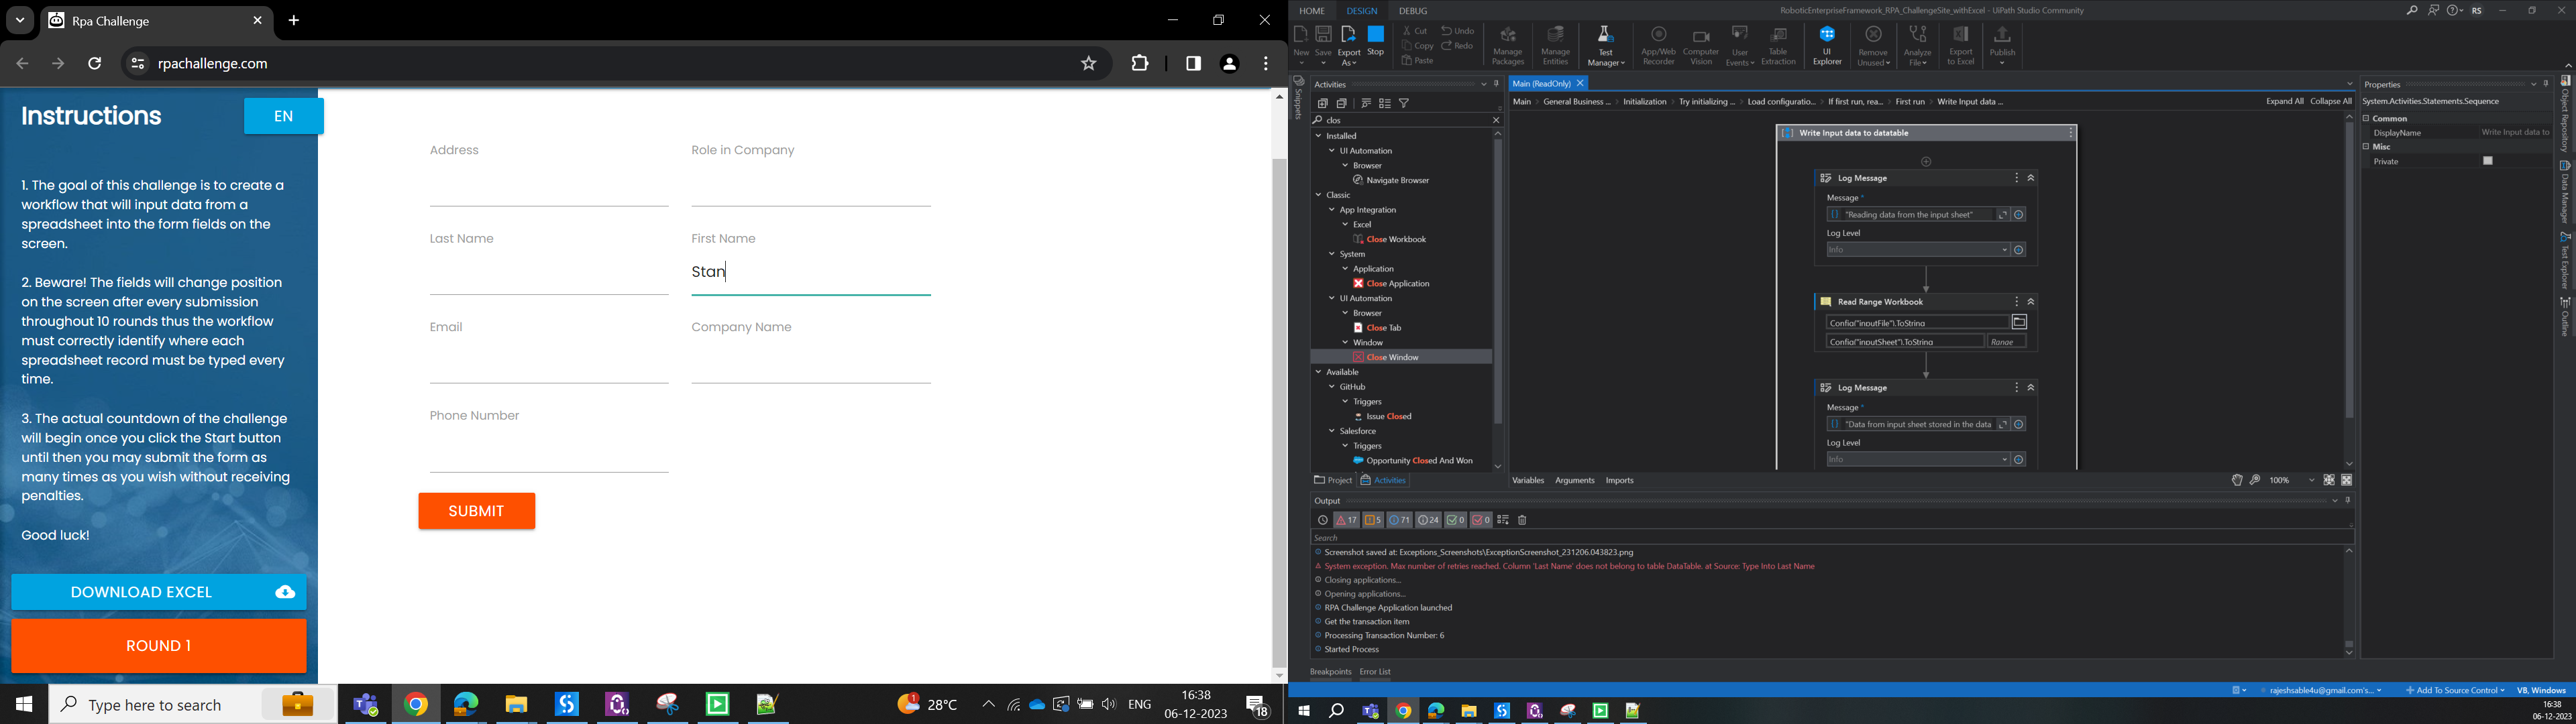 Rpa Challenge
rpachallenge.com
Instructions
EN
1. The goal of this challenge is to create a
workflow that will input data from a
spreadsheet into the form fields on the
screen.
2. Beware! The fields will change position
on the screen after every submission
throughout 10 rounds thus the workflow
must correctly identify where each
spreadsheet record must be typed every
time.
3. The actual countdown of the challenge
will begin once you click the Start button
until then you may submit the form as
many times as you wish without receiving
penalties.
Good luck!
DOWNLOAD EXCEL
ROUND 1
Address
Role in Company
Last Name
First Name
Stan
Email
Company Name
Phone Number
SUBMIT
Type here to search
1
28°C
ENG
16:38
06-12-2023
18
HOME DESIGN DEBUG
RoboticEnterpriseFramework_RPA_ChallengeSite_withExcel - UiPath Studio Community
RS
New
Save
Export
As
Stop
Cut
Copy
Paste
Undo
Redo
Manage
Packages
Manage
Entities
Test
Manager
App/Web
Recorder
Computer
Vision
User
Events
Table
Extraction
UI
Explorer
Remove
Unused
Analyze
File
Export
to Excel
Publish
Snippets
Activities
clos
Installed
UI Automation
Browser
Navigate Browser
Classic
App Integration
Excel
Close Workbook
System
Application
Close Application
UI Automation
Browser
Close Tab
Window
Close Window
Available
GitHub
Triggers
Issue Closed
Salesforce
Triggers
Opportunity Closed And Won
Project Activities
Main (ReadOnly)
Main General Business ... Initialization Try initializing ... Load configuratio... If first run, rea... First run Write Input data ...
Expand All Collapse All
Write Input data to datatable
Log Message
Message *
"Reading data from the input sheet"
Log Level
Info
Read Range Workbook
Config("inputFile").ToString
Config("inputSheet").ToString
Range
Log Message
Message *
"Data from input sheet stored in the data
Log Level
Info
Variables Arguments Imports
100%
Properties
System.Activities.Statements.Sequence
Common
DisplayName Write Input data to
Misc
Private
Object Repository
Data Manager
Test Explorer
Outline
Output
17 5 71 24 0 0
Search
Screenshot saved at: Exceptions_Screenshots\ExceptionScreenshot_231206.043823.png
System exception. Max number of retries reached. Column 'Last Name' does not belong to table DataTable. at Source: Type Into Last Name
Closing applications...
Opening applications...
RPA Challenge Application launched
Get the transaction item
Processing Transaction Number: 6
Started Process
Breakpoints Error List
rajeshsable4u@gmail.com's...
Add To Source Control
VB, Windows
16:38
06-12-2023